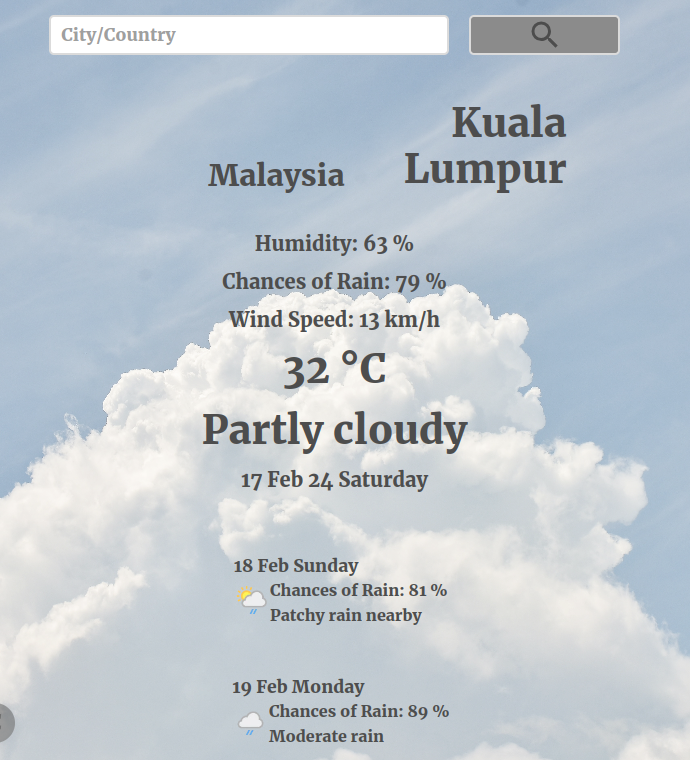 City/Country
Malaysia
Kuala
Lumpur
Humidity: 63 %
Chances of Rain: 79 %
Wind Speed: 13 km/h
32 °C
Partly cloudy
17 Feb 24 Saturday
18 Feb Sunday
Chances of Rain: 81 %
Patchy rain nearby
19 Feb Monday
Chances of Rain: 89 %
Moderate rain